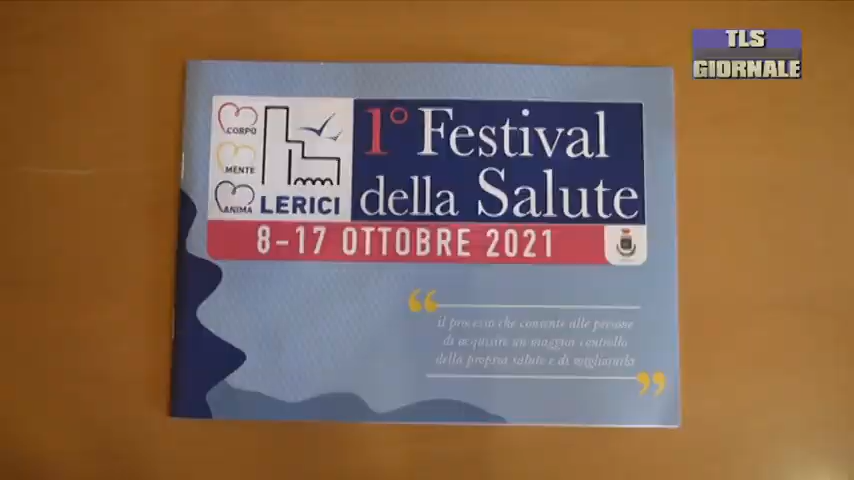 TLS
GIORNALE
CORPO
MENTE
ANIMA
LERICI
1° Festival
della Salute
8-17 OTTOBRE 2021
“
il processo che consente alle persone
di acquisire un maggior controllo
della propria salute e di migliorarla
”